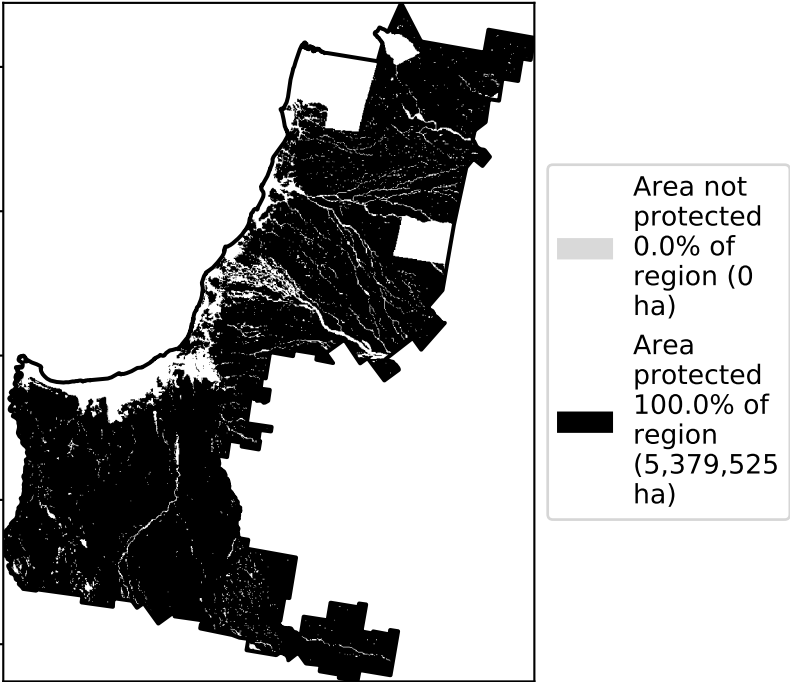 Area not
protected
0.0% of
region (0
ha)
Area
protected
100.0% of
region
(5,379,525
ha)